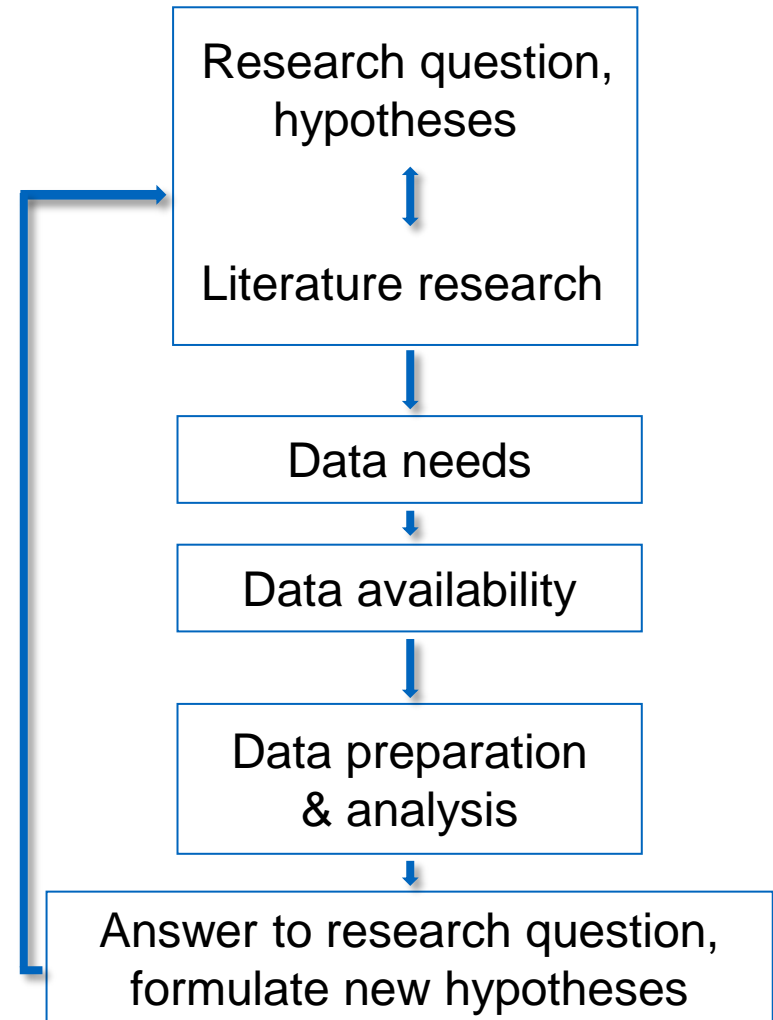 Research question,
hypotheses
Literature research
Data needs
Data availability
Data preparation
& analysis
Answer to research question,
formulate new hypotheses